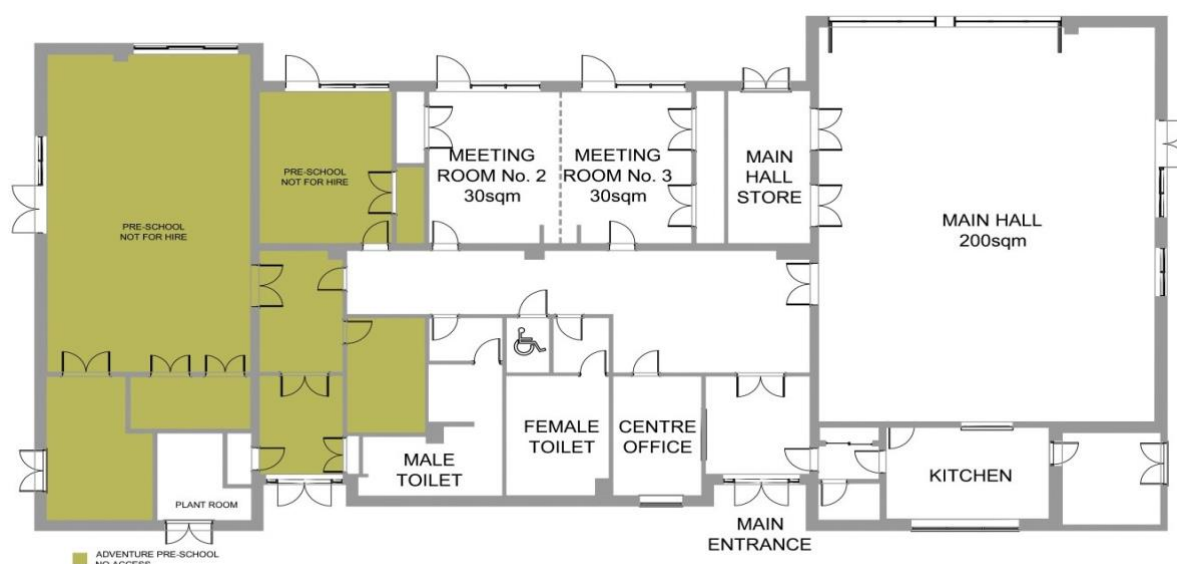 PRE-SCHOOL
NOT FOR HIRE
PRE-SCHOOL
NOT FOR HIRE
MEETING
ROOM No. 2
30sqm
MEETING
ROOM No. 3
30sqm
MAIN
HALL
STORE
MAIN HALL
200sqm
MALE
TOILET
FEMALE
TOILET
CENTRE
OFFICE
KITCHEN
PLANT ROOM
MAIN
ENTRANCE
ADVENTURE PRE-SCHOOL
NO ACCESS